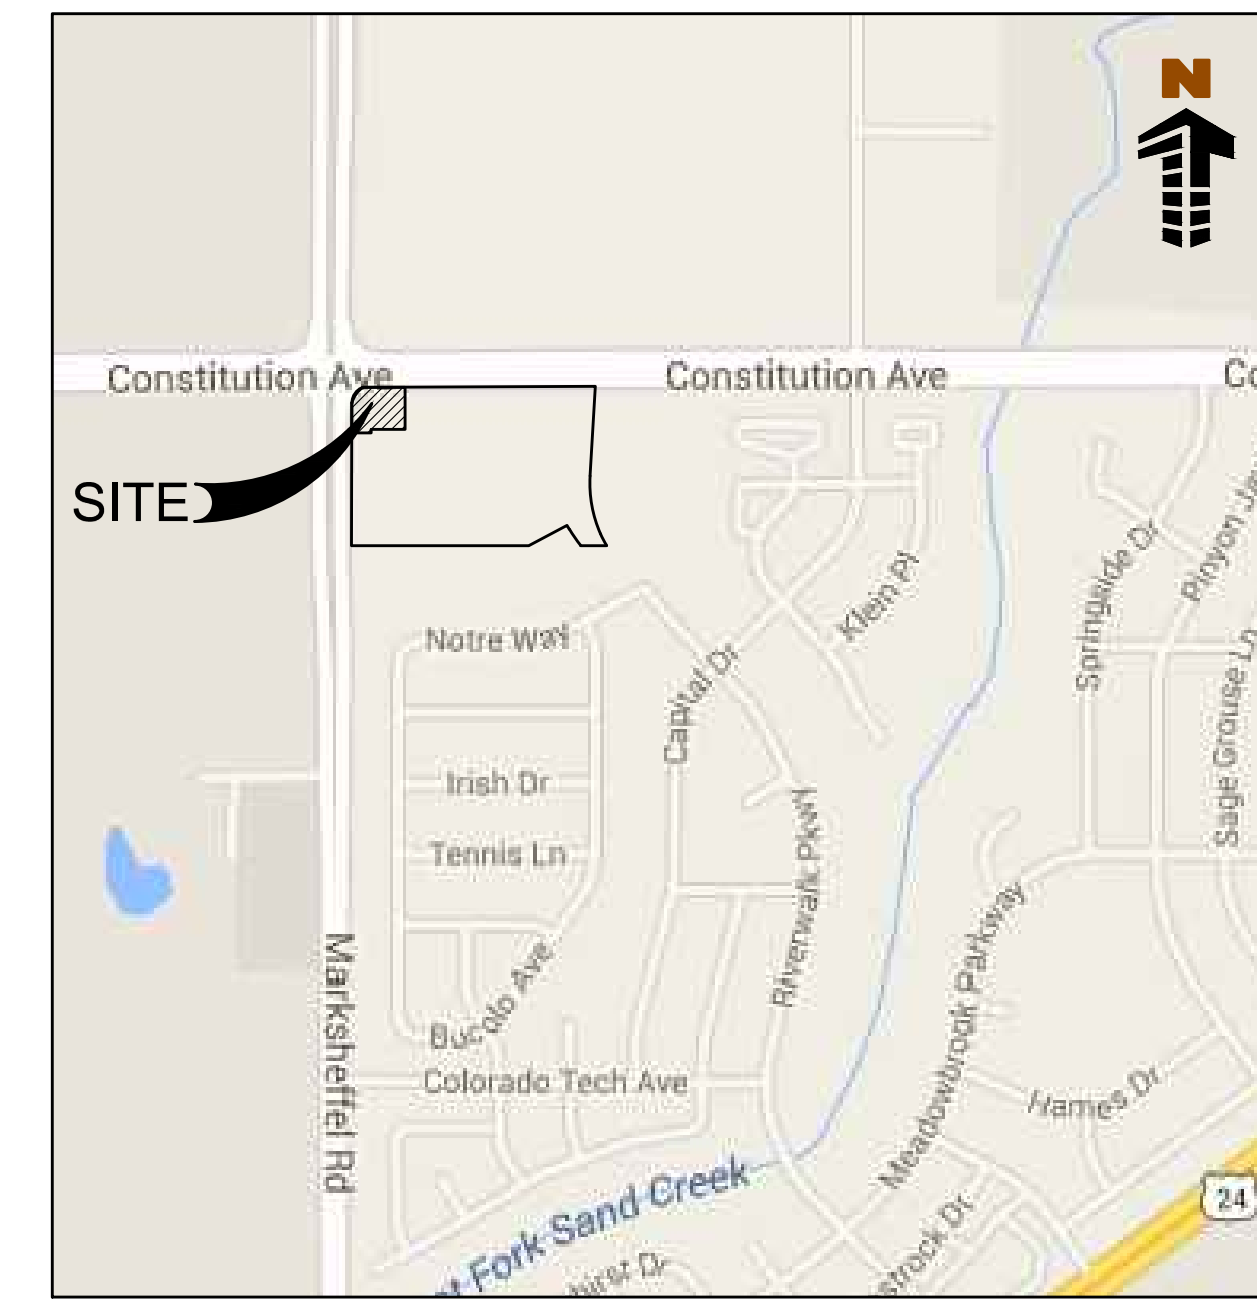 N
Constitution Ave
Constitution Ave
SITE
Springside Dr
Klein Pl
Notre Way
Capital Dr
Sage Grouse Ln
Irish Dr
Tennis Ln
Riverwalk Pkwy
Marksheffel Rd
Meadowbrook Parkway
Bucolo Ave
Colorado Tech Ave
Hames Dr
Fork Sand Creek
24